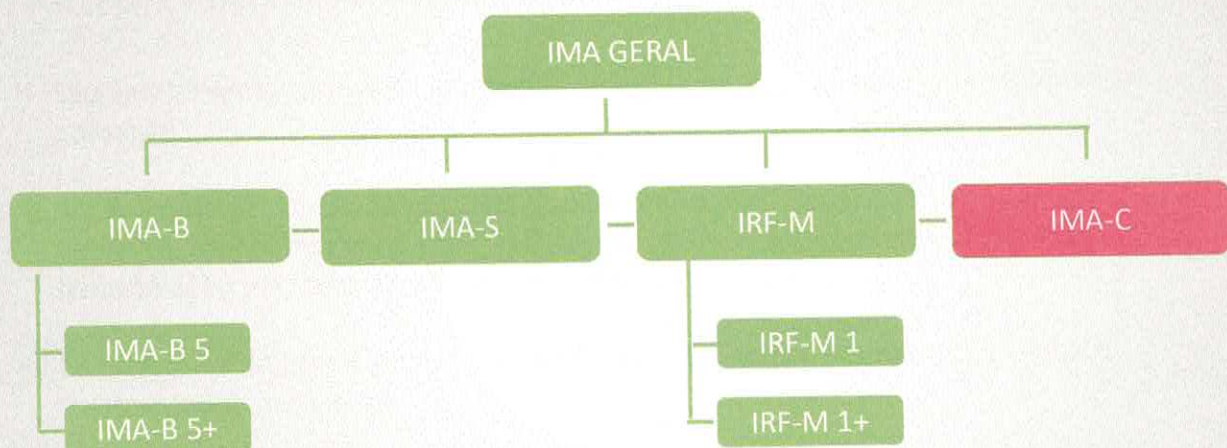 IMA GERAL
IMA-B
IMA-S
IRF-M
IMA-C
IMA-B 5
IRF-M 1
IMA-B 5+
IRF-M 1+